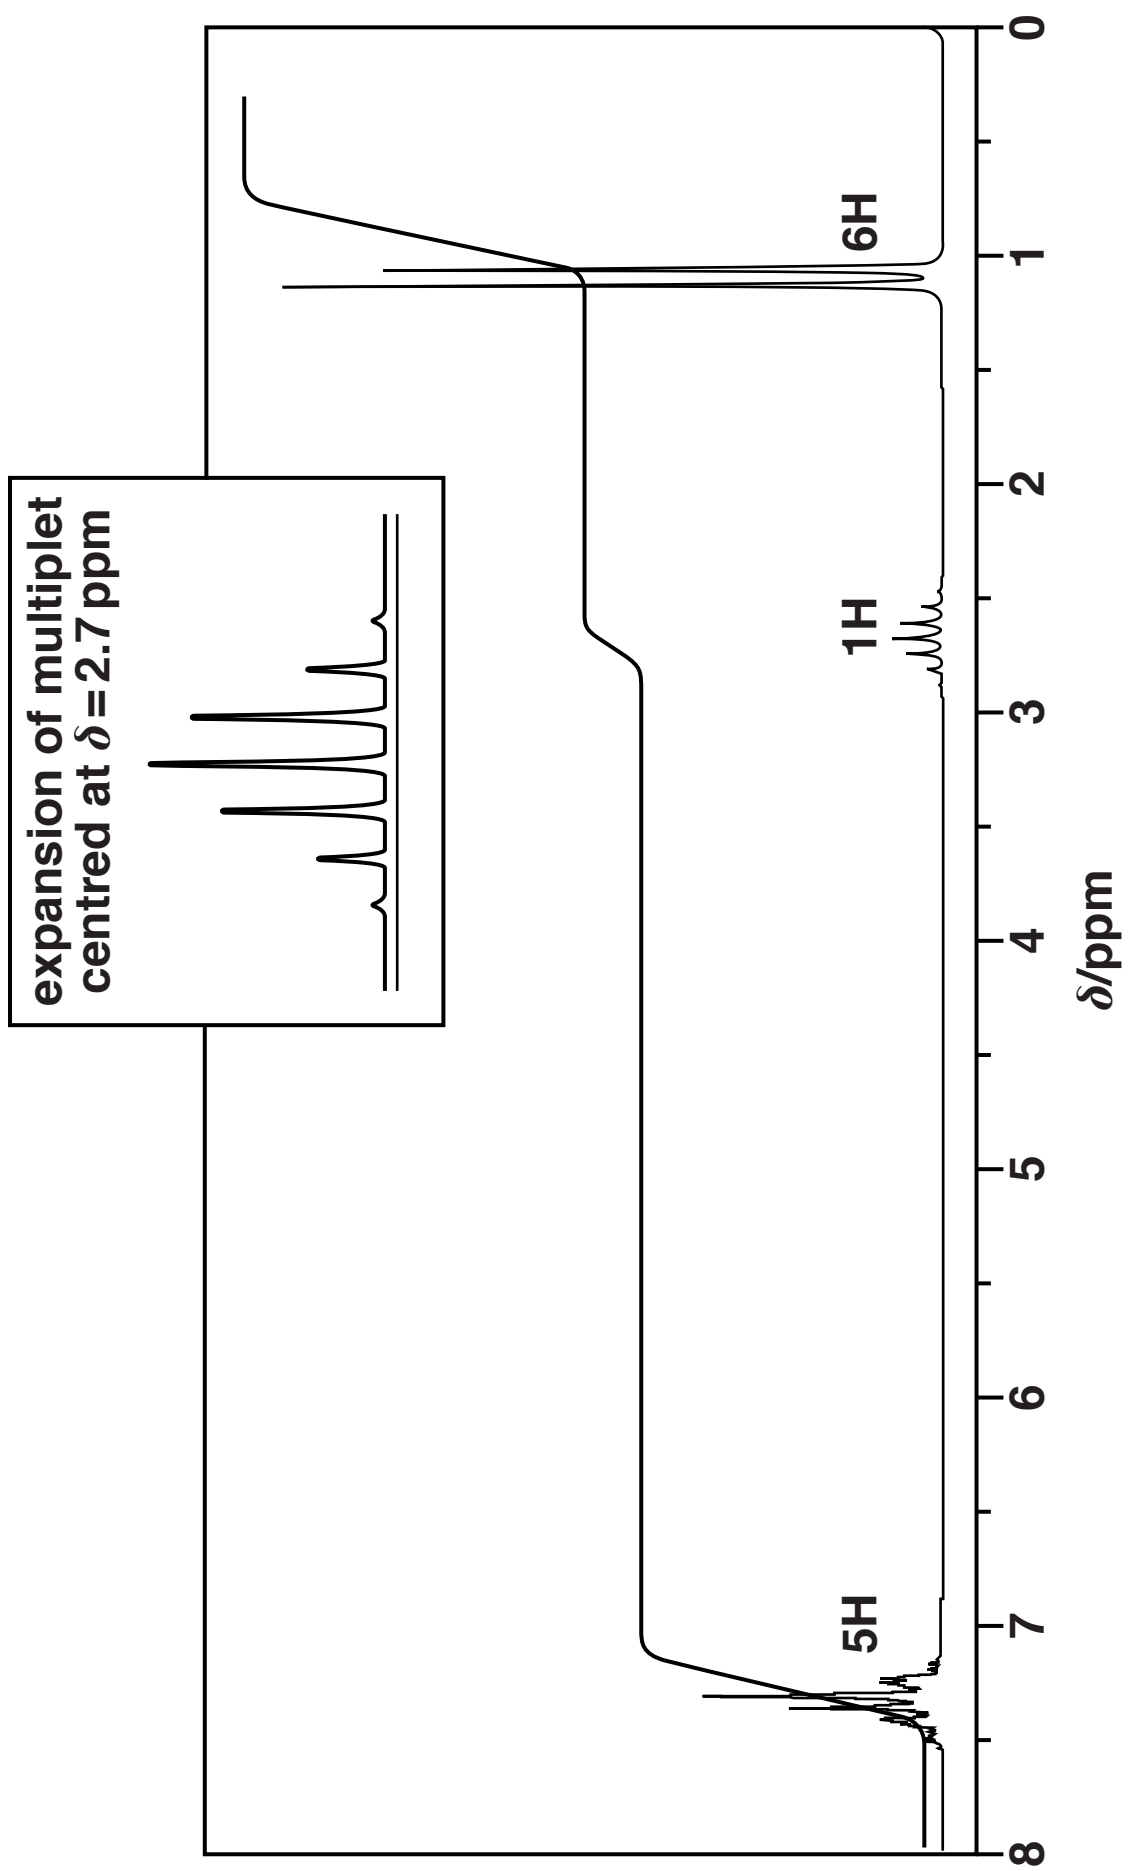 expansion of multiplet
centred at δ = 2.7 ppm
5H
1H
6H
8
7
6
5
4
3
2
1
0
δ/ppm